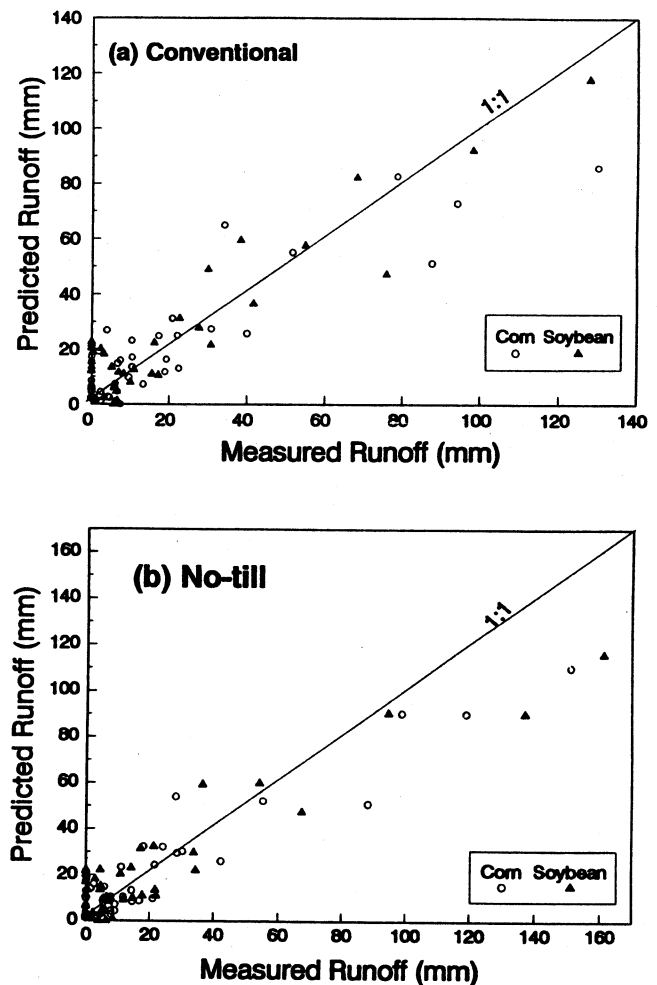 140
(a) Conventional
120
1:1
100
80
60
40
Corn Soybean
20
0
0 20 40 60 80 100 120 140
Predicted Runoff (mm)
Measured Runoff (mm)
160
(b) No-till
140
1:1
120
100
80
60
40
Corn Soybean
20
0
0 20 40 60 80 100 120 140 160
Predicted Runoff (mm)
Measured Runoff (mm)